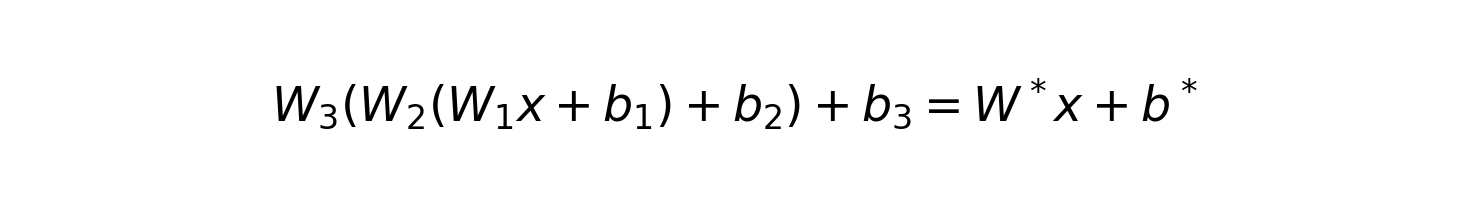 W₃(W₂(W₁x + b₁) + b₂) + b₃ = W*x + b*